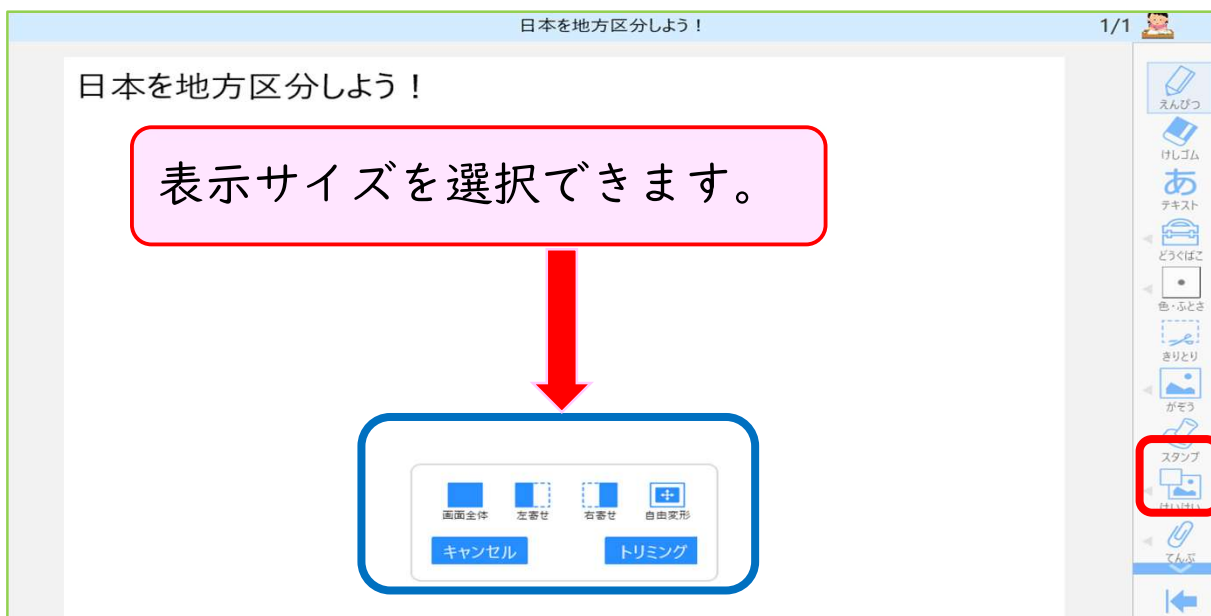 日本を地方区分しよう！
1/1
日本を地方区分しよう！
表示サイズを選択できます。
画面全体
左寄せ
右寄せ
自由変形
キャンセル
トリミング
えんぴつ
けしゴム
あ
テキスト
どうぐばこ
色・ふとさ
きりとり
がぞう
スタンプ
てんぷ